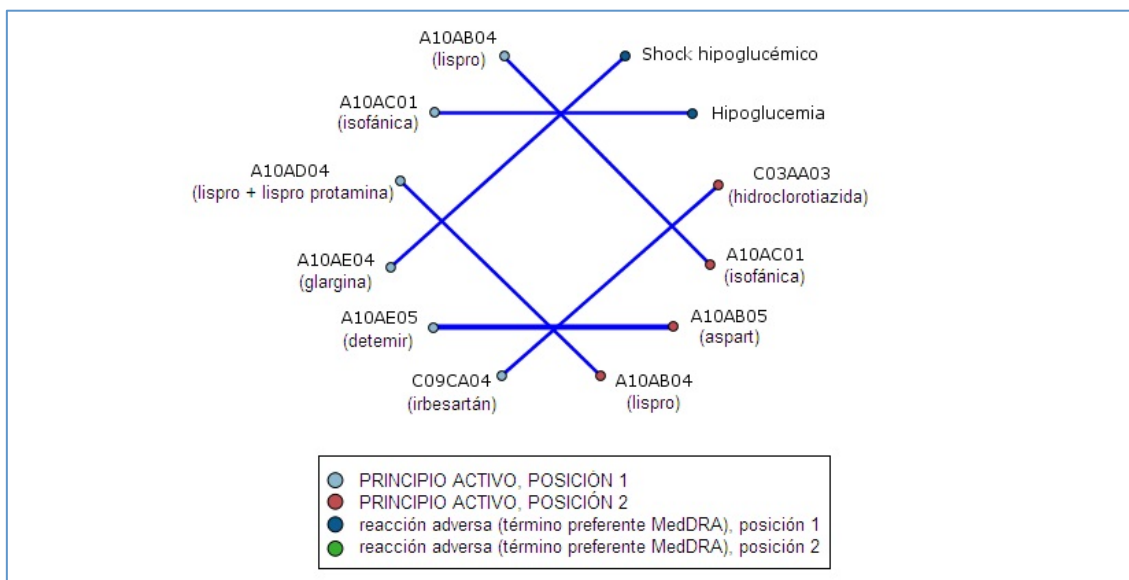 A10AB04
(lispro)
Shock hipoglucémico
A10AC01
(isofánica)
Hipoglucemia
A10AD04
(lispro + lispro protamina)
C03AA03
(hidroclorotiazida)
A10AE04
(glargina)
A10AC01
(isofánica)
A10AE05
(detemir)
A10AB05
(aspart)
C09CA04
(irbesartán)
A10AB04
(lispro)
PRINCIPIO ACTIVO, POSICIÓN 1
PRINCIPIO ACTIVO, POSICIÓN 2
reacción adversa (término preferente MedDRA), posición 1
reacción adversa (término preferente MedDRA), posición 2